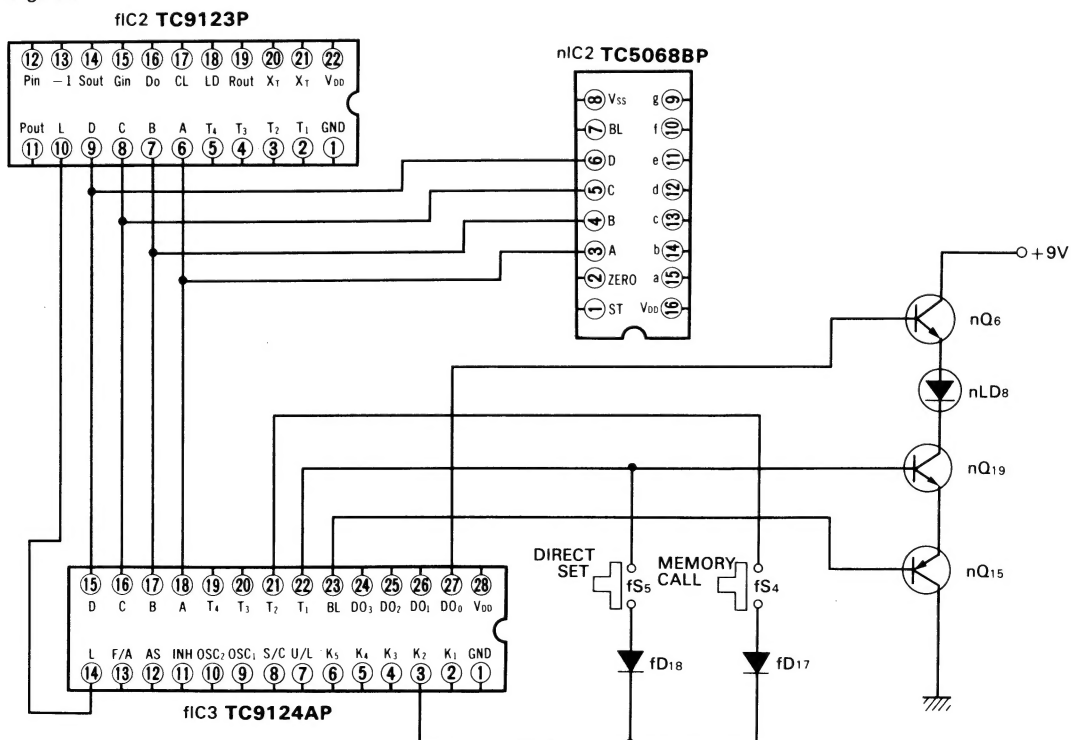 fIC2 TC9123P
12 13 14 15 16 17 18 19 20 21 22
Pin −1 Sout Gin Do CL LD Rout XT XT VDD
Pout L D C B A T4 T3 T2 T1 GND
11 10 9 8 7 6 5 4 3 2 1
nIC2 TC5068BP
8 VSS g 9
7 BL f 10
6 D e 11
5 C d 12
4 B c 13
3 A b 14
2 ZERO a 15
1 ST VDD 16
+9V
nQ6
nLD8
nQ19
nQ15
DIRECT
SET
fS5
MEMORY
CALL
fS4
fD18
fD17
15 16 17 18 19 20 21 22 23 24 25 26 27 28
D C B A T4 T3 T2 T1 BL DO3 DO2 DO1 DO0 VDD
L F/A AS INH OSC2 OSC1 S/C U/L K5 K4 K3 K2 K1 GND
14 13 12 11 10 9 8 7 6 5 4 3 2 1
fIC3 TC9124AP